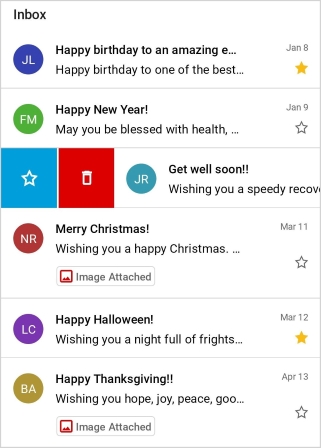 Inbox
Happy birthday to an amazing e...
Jan 8
JL
Happy birthday to one of the best...
Happy New Year!
Jan 9
FM
May you be blessed with health, ...
Get well soon!!
JR
Wishing you a speedy recov
Merry Christmas!
Mar 11
NR
Wishing you a happy Christmas. ...
Image Attached
Happy Halloween!
Mar 12
LC
Wishing you a night full of frights...
Happy Thanksgiving!!
Apr 13
BA
Wishing you hope, joy, peace, goo...
Image Attached